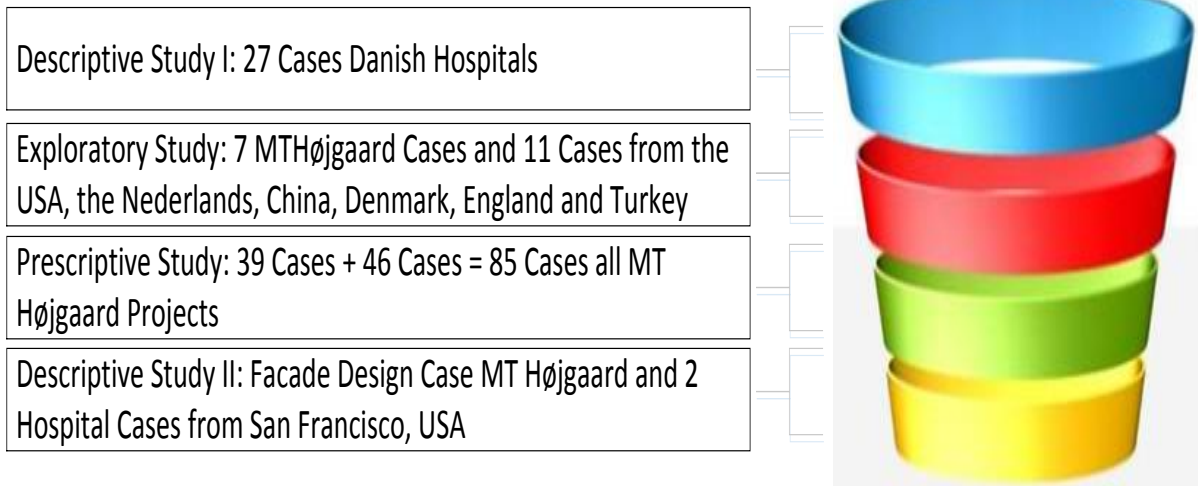 Descriptive Study I: 27 Cases Danish Hospitals
Exploratory Study: 7 MTHøjgaard Cases and 11 Cases from the
USA, the Nederlands, China, Denmark, England and Turkey
Prescriptive Study: 39 Cases + 46 Cases = 85 Cases all MT
Højgaard Projects
Descriptive Study II: Facade Design Case MT Højgaard and 2
Hospital Cases from San Francisco, USA